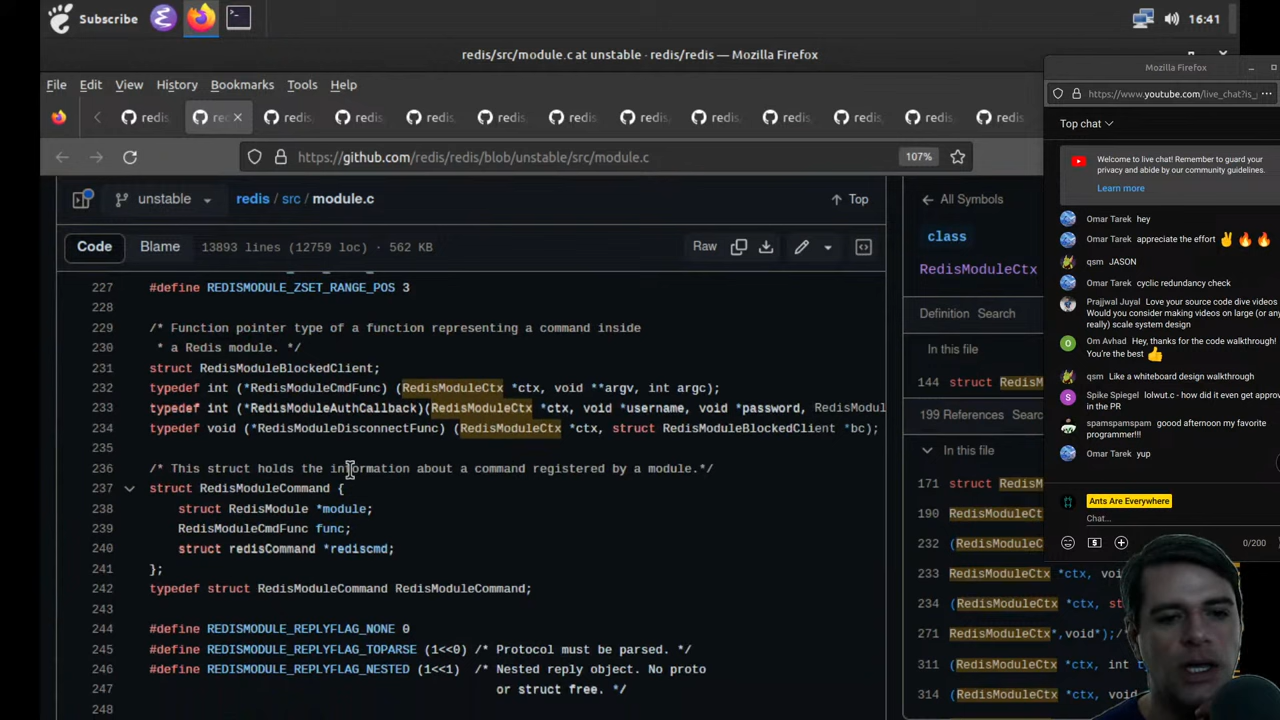 Subscribe
16:41
redis/src/module.c at unstable · redis/redis — Mozilla Firefox
File Edit View History Bookmarks Tools Help
redis redis redis redis redis redis redis redis redis redis redis redis
https://github.com/redis/redis/blob/unstable/src/module.c
107%
unstable
redis / src / module.c
Top
Code Blame 13893 lines (12759 loc) · 562 KB
Raw
227 #define REDISMODULE_ZSET_RANGE_POS 3
228
229 /* Function pointer type of a function representing a command inside
230 * a Redis module. */
231 struct RedisModuleBlockedClient;
232 typedef int (*RedisModuleCmdFunc) (RedisModuleCtx *ctx, void **argv, int argc);
233 typedef int (*RedisModuleAuthCallback)(RedisModuleCtx *ctx, void *username, void *password, RedisModul
234 typedef void (*RedisModuleDisconnectFunc) (RedisModuleCtx *ctx, struct RedisModuleBlockedClient *bc);
235
236 /* This struct holds the information about a command registered by a module.*/
237 struct RedisModuleCommand {
238 struct RedisModule *module;
239 RedisModuleCmdFunc func;
240 struct redisCommand *rediscmd;
241 };
242 typedef struct RedisModuleCommand RedisModuleCommand;
243
244 #define REDISMODULE_REPLYFLAG_NONE 0
245 #define REDISMODULE_REPLYFLAG_TOPARSE (1<<0) /* Protocol must be parsed. */
246 #define REDISMODULE_REPLYFLAG_NESTED (1<<1) /* Nested reply object. No proto
247 or struct free. */
248
All Symbols
class
RedisModuleCtx
Definition Search
In this file
144 struct RedisM
199 References Search
In this file
171 struct RedisM
190 RedisModuleCt
232 (RedisModuleC
233 RedisModuleCtx *ctx, voi
234 (RedisModuleCtx *ctx, st
271 RedisModuleCtx*,void*);/
311 (RedisModuleCtx *ctx, int t
314 (RedisModuleCtx *ctx, void
Mozilla Firefox
https://www.youtube.com/live_chat?is_
Top chat
Welcome to live chat! Remember to guard your
privacy and abide by our community guidelines.
Learn more
Omar Tarek hey
Omar Tarek appreciate the effort ✌🔥🔥
qsm JASON
Omar Tarek cyclic redundancy check
Prajjwal Juyal Love your source code dive videos
Would you consider making videos on large (or any
really) scale system design
Om Avhad Hey, thanks for the code walkthrough!
You're the best 👍
qsm Like a whiteboard design walkthrough
Spike Spiegel lolwut.c - how did it even get approv
in the PR
spamspamspam goood afternoon my favorite
programmer!!!
Omar Tarek yup
Ants Are Everywhere
Chat...
0/200